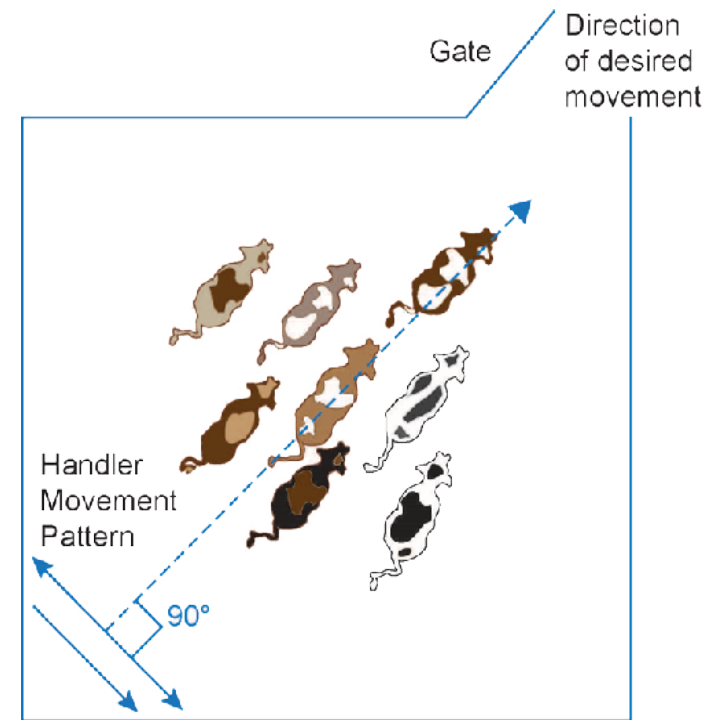 Gate
Direction
of desired
movement
Handler
Movement
Pattern
90°